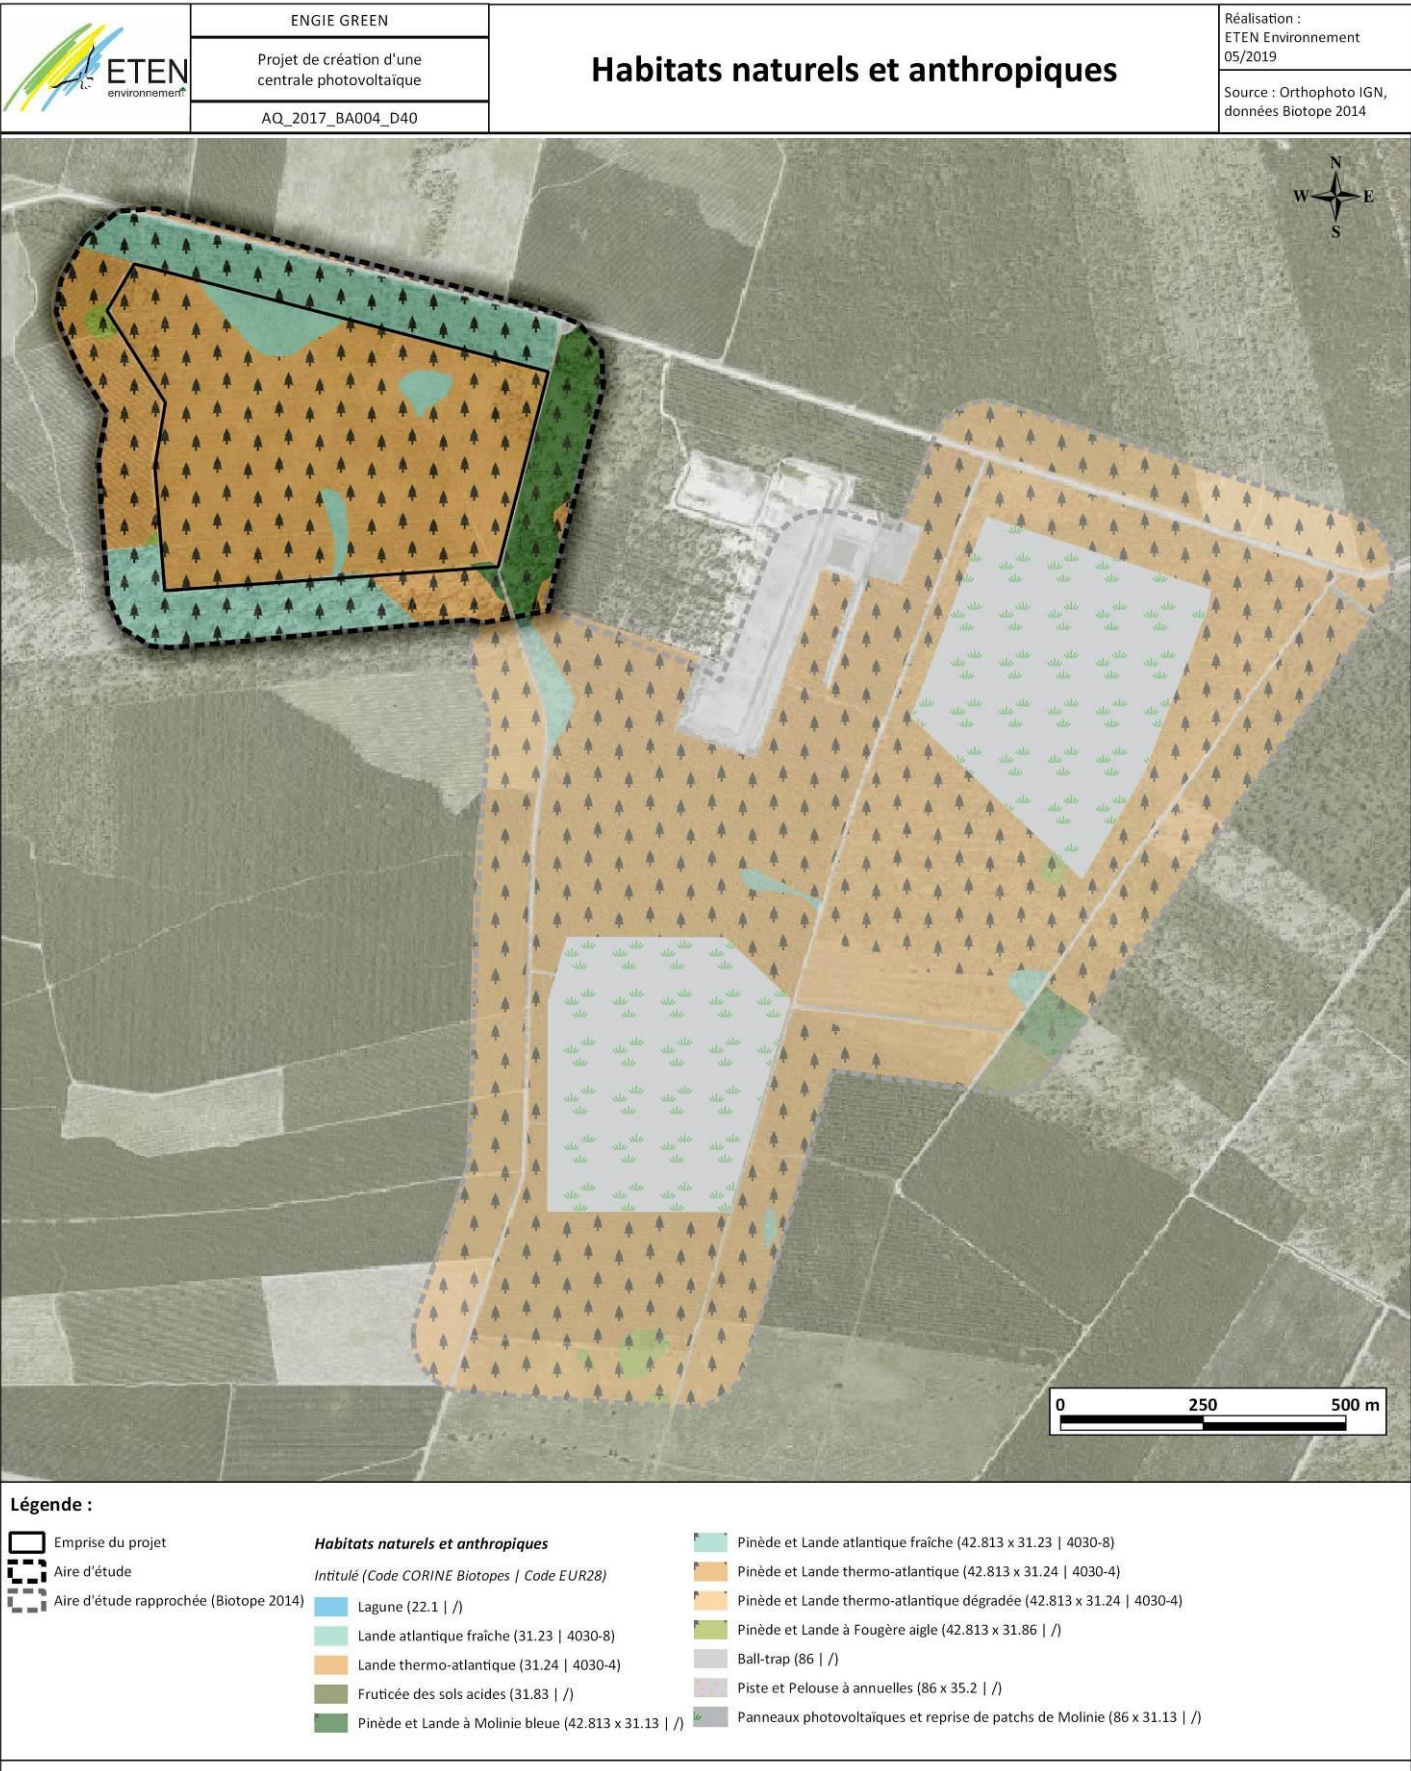 ETEN
environnement
ENGIE GREEN
Projet de création d'une
centrale photovoltaïque
AQ_2017_BA004_D40
Habitats naturels et anthropiques
Réalisation :
ETEN Environnement
05/2019
Source : Orthophoto IGN,
données Biotope 2014
N
W E
S
0 250 500 m
Légende :
Emprise du projet
Aire d'étude
Aire d'étude rapprochée (Biotope 2014)
Habitats naturels et anthropiques
Intitulé (Code CORINE Biotopes | Code EUR28)
Lagune (22.1 | /)
Lande atlantique fraîche (31.23 | 4030-8)
Lande thermo-atlantique (31.24 | 4030-4)
Fruticée des sols acides (31.83 | /)
Pinède et Lande à Molinie bleue (42.813 x 31.13 | /)
Pinède et Lande atlantique fraîche (42.813 x 31.23 | 4030-8)
Pinède et Lande thermo-atlantique (42.813 x 31.24 | 4030-4)
Pinède et Lande thermo-atlantique dégradée (42.813 x 31.24 | 4030-4)
Pinède et Lande à Fougère aigle (42.813 x 31.86 | /)
Ball-trap (86 | /)
Piste et Pelouse à annuelles (86 x 35.2 | /)
Panneaux photovoltaïques et reprise de patchs de Molinie (86 x 31.13 | /)